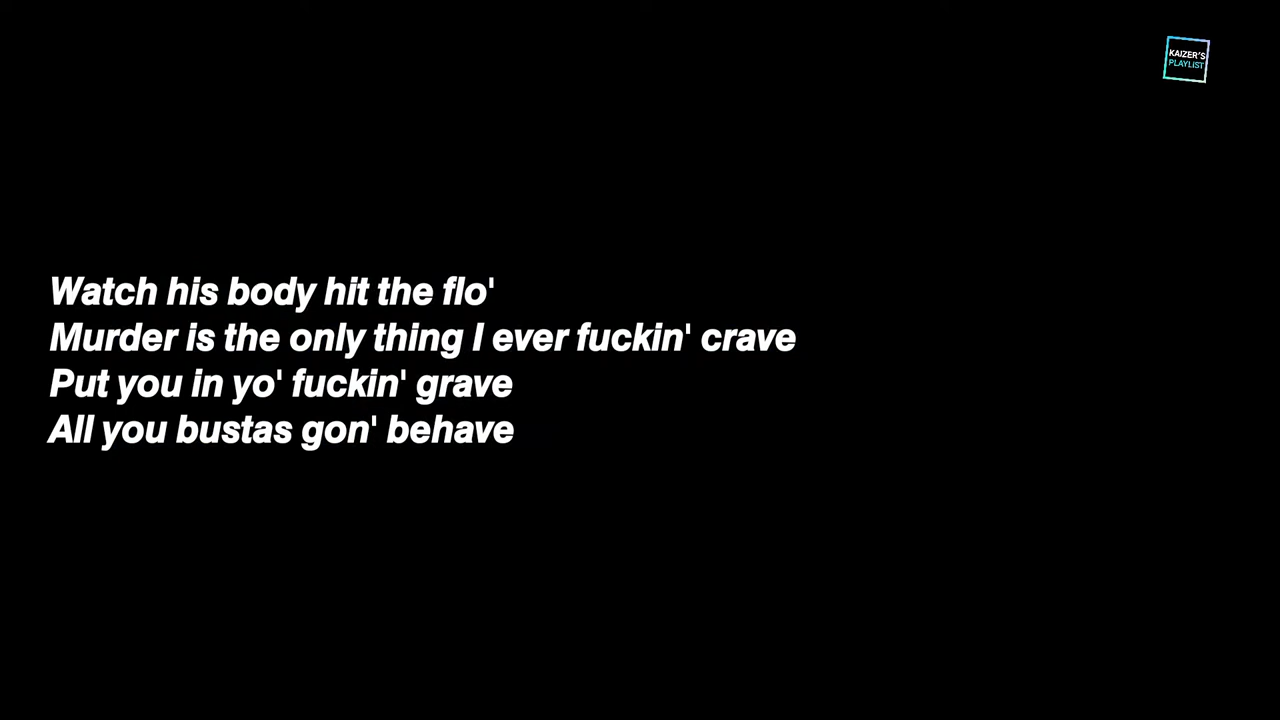 KAIZER'S
PLAYLIST
Watch his body hit the flo'
Murder is the only thing I ever fuckin' crave
Put you in yo' fuckin' grave
All you bustas gon' behave